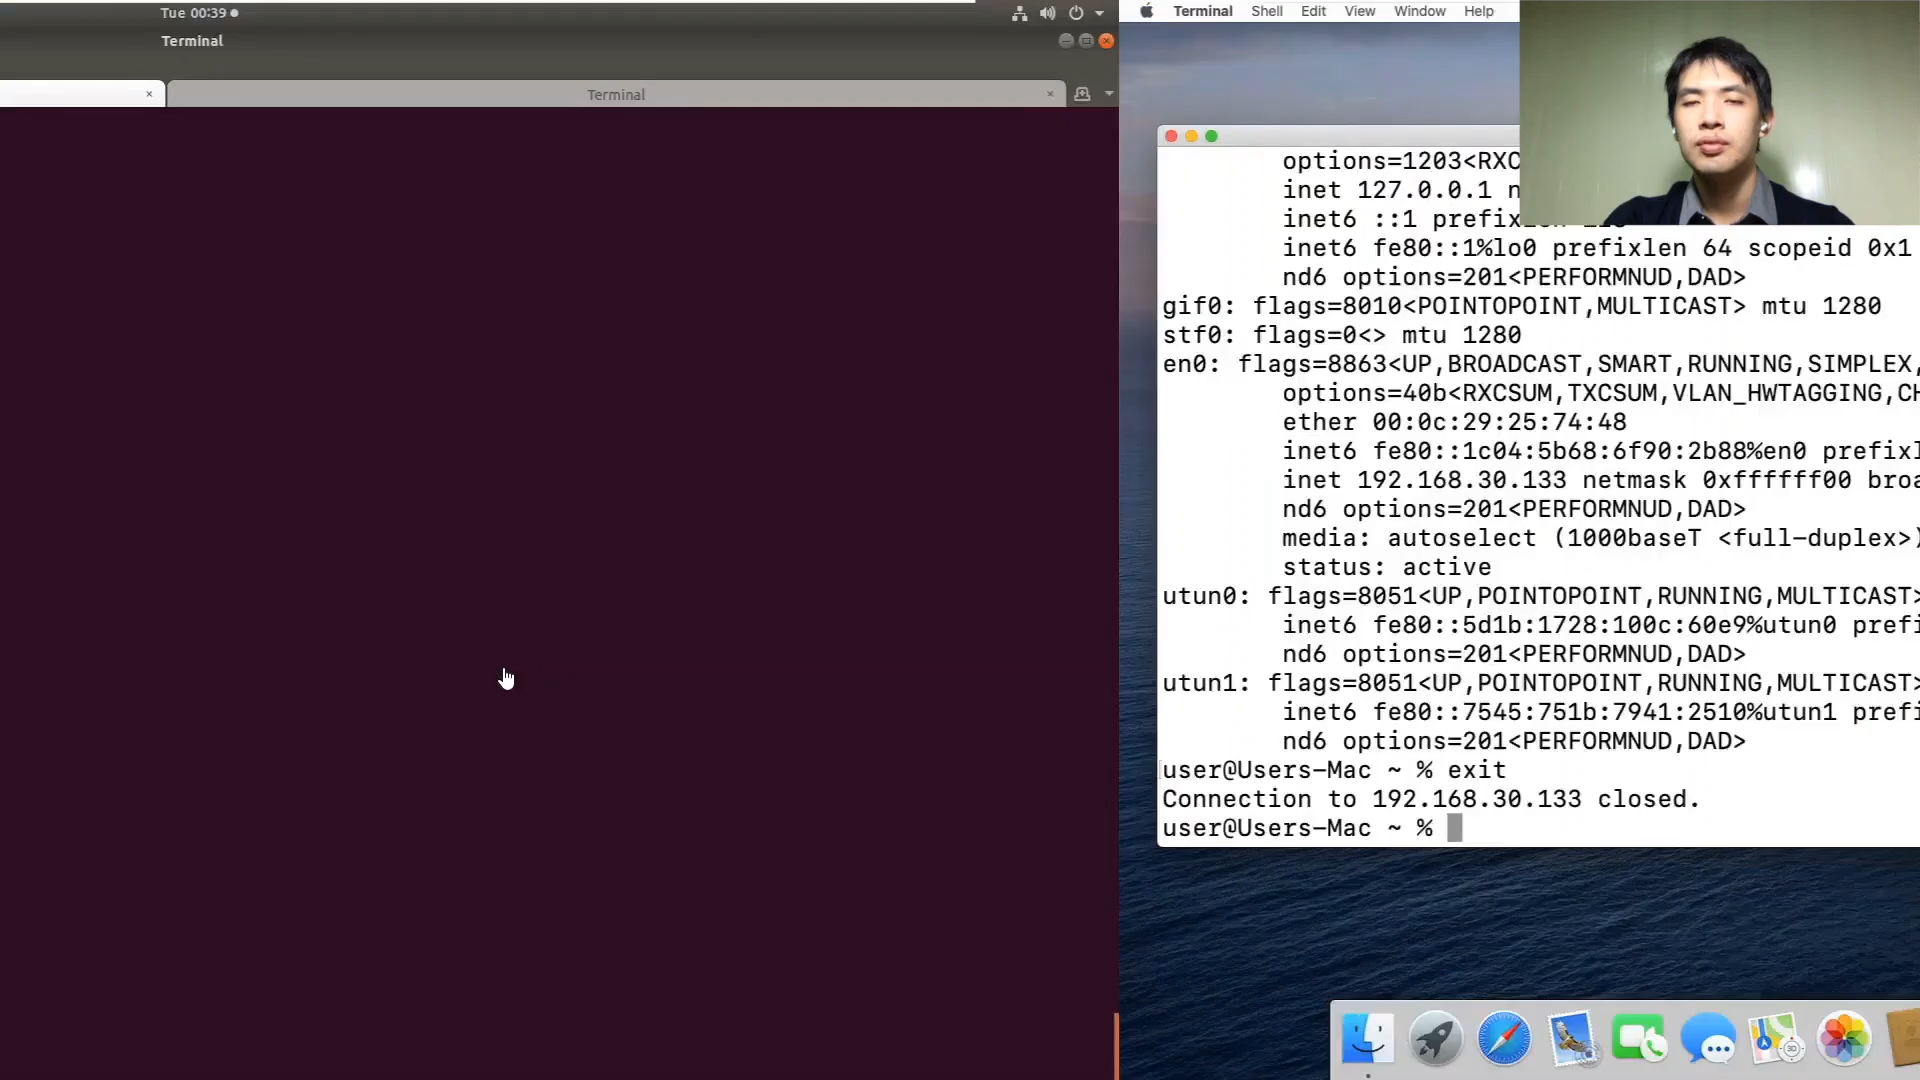 Tue 00:39
Terminal
Terminal
Terminal Shell Edit View Window Help
options=1203<RXC
inet 127.0.0.1 n
inet6 ::1
inet6 fe80::1%lo0 prefixlen 64 scopeid 0x1
nd6 options=201<PERFORMNUD,DAD>
gif0: flags=8010<POINTOPOINT,MULTICAST> mtu 1280
stf0: flags=0<> mtu 1280
en0: flags=8863<UP,BROADCAST,SMART,RUNNING,SIMPLEX,
options=40b<RXCSUM,TXCSUM,VLAN_HWTAGGING,CH
ether 00:0c:29:25:74:48
inet6 fe80::1c04:5b68:6f90:2b88%en0 prefixl
inet 192.168.30.133 netmask 0xffffff00 broa
nd6 options=201<PERFORMNUD,DAD>
media: autoselect (1000baseT <full-duplex>)
status: active
utun0: flags=8051<UP,POINTOPOINT,RUNNING,MULTICAST>
inet6 fe80::5d1b:1728:100c:60e9%utun0 prefi
nd6 options=201<PERFORMNUD,DAD>
utun1: flags=8051<UP,POINTOPOINT,RUNNING,MULTICAST>
inet6 fe80::7545:751b:7941:2510%utun1 prefi
nd6 options=201<PERFORMNUD,DAD>
user@Users-Mac ~ % exit
Connection to 192.168.30.133 closed.
user@Users-Mac ~ %
3D